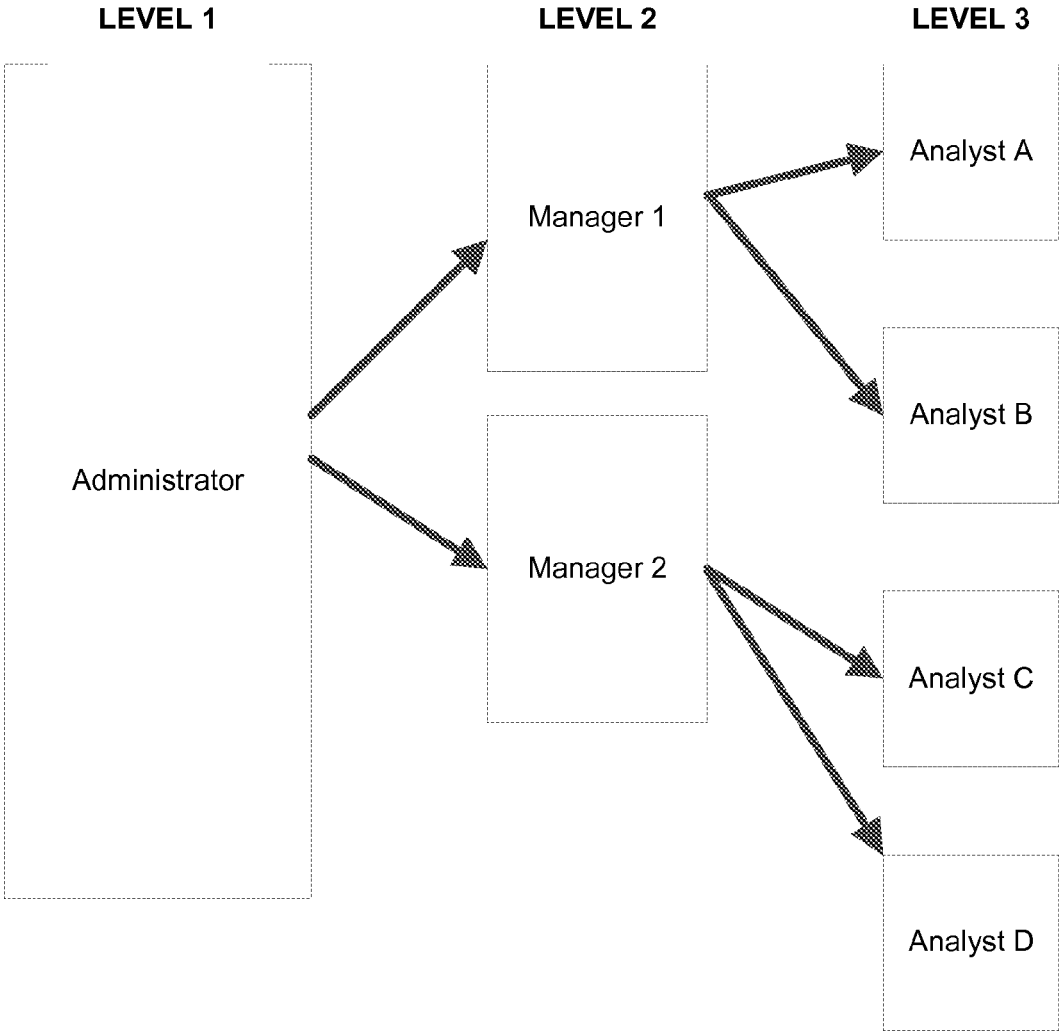 LEVEL 1
LEVEL 2
LEVEL 3
Administrator
Manager 1
Manager 2
Analyst A
Analyst B
Analyst C
Analyst D